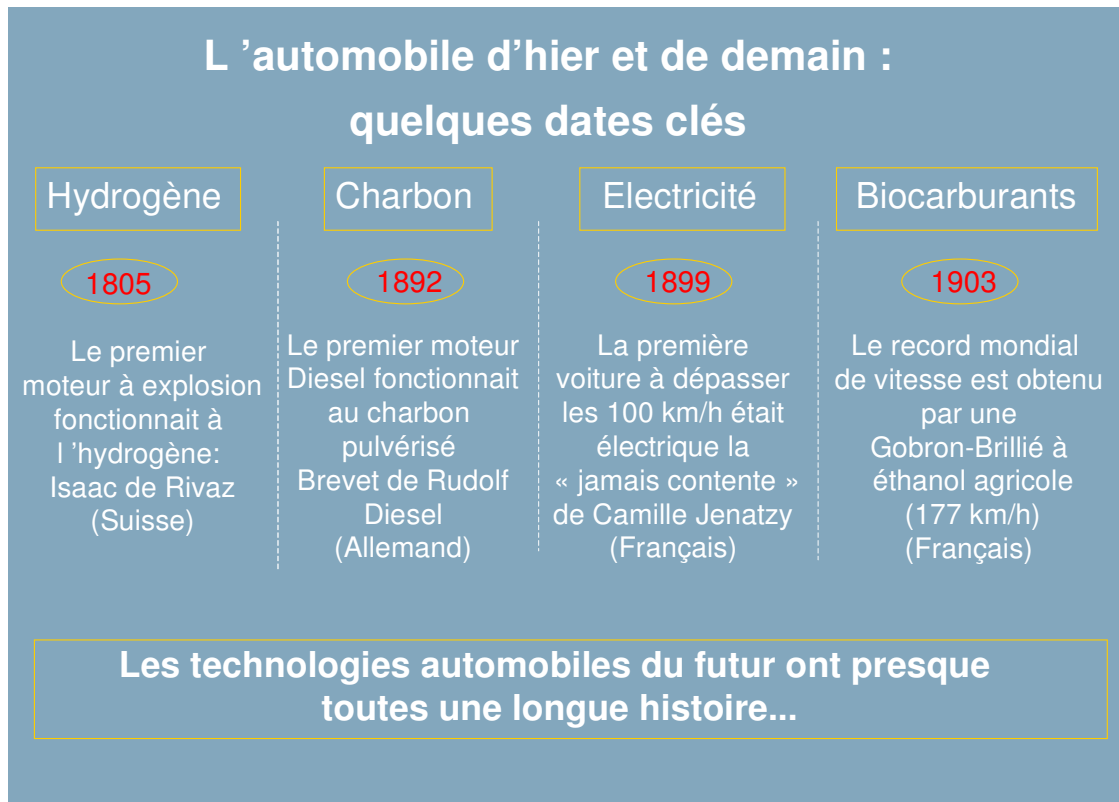 L ’automobile d’hier et de demain :
quelques dates clés
Hydrogène
1805
Le premier
moteur à explosion
fonctionnait à
l ’hydrogène:
Isaac de Rivaz
(Suisse)
Charbon
1892
Le premier moteur
Diesel fonctionnait
au charbon
pulvérisé
Brevet de Rudolf
Diesel
(Allemand)
Electricité
1899
La première
voiture à dépasser
les 100 km/h était
électrique la
« jamais contente »
de Camille Jenatzy
(Français)
Biocarburants
1903
Le record mondial
de vitesse est obtenu
par une
Gobron-Brillié à
éthanol agricole
(177 km/h)
(Français)
Les technologies automobiles du futur ont presque
toutes une longue histoire...